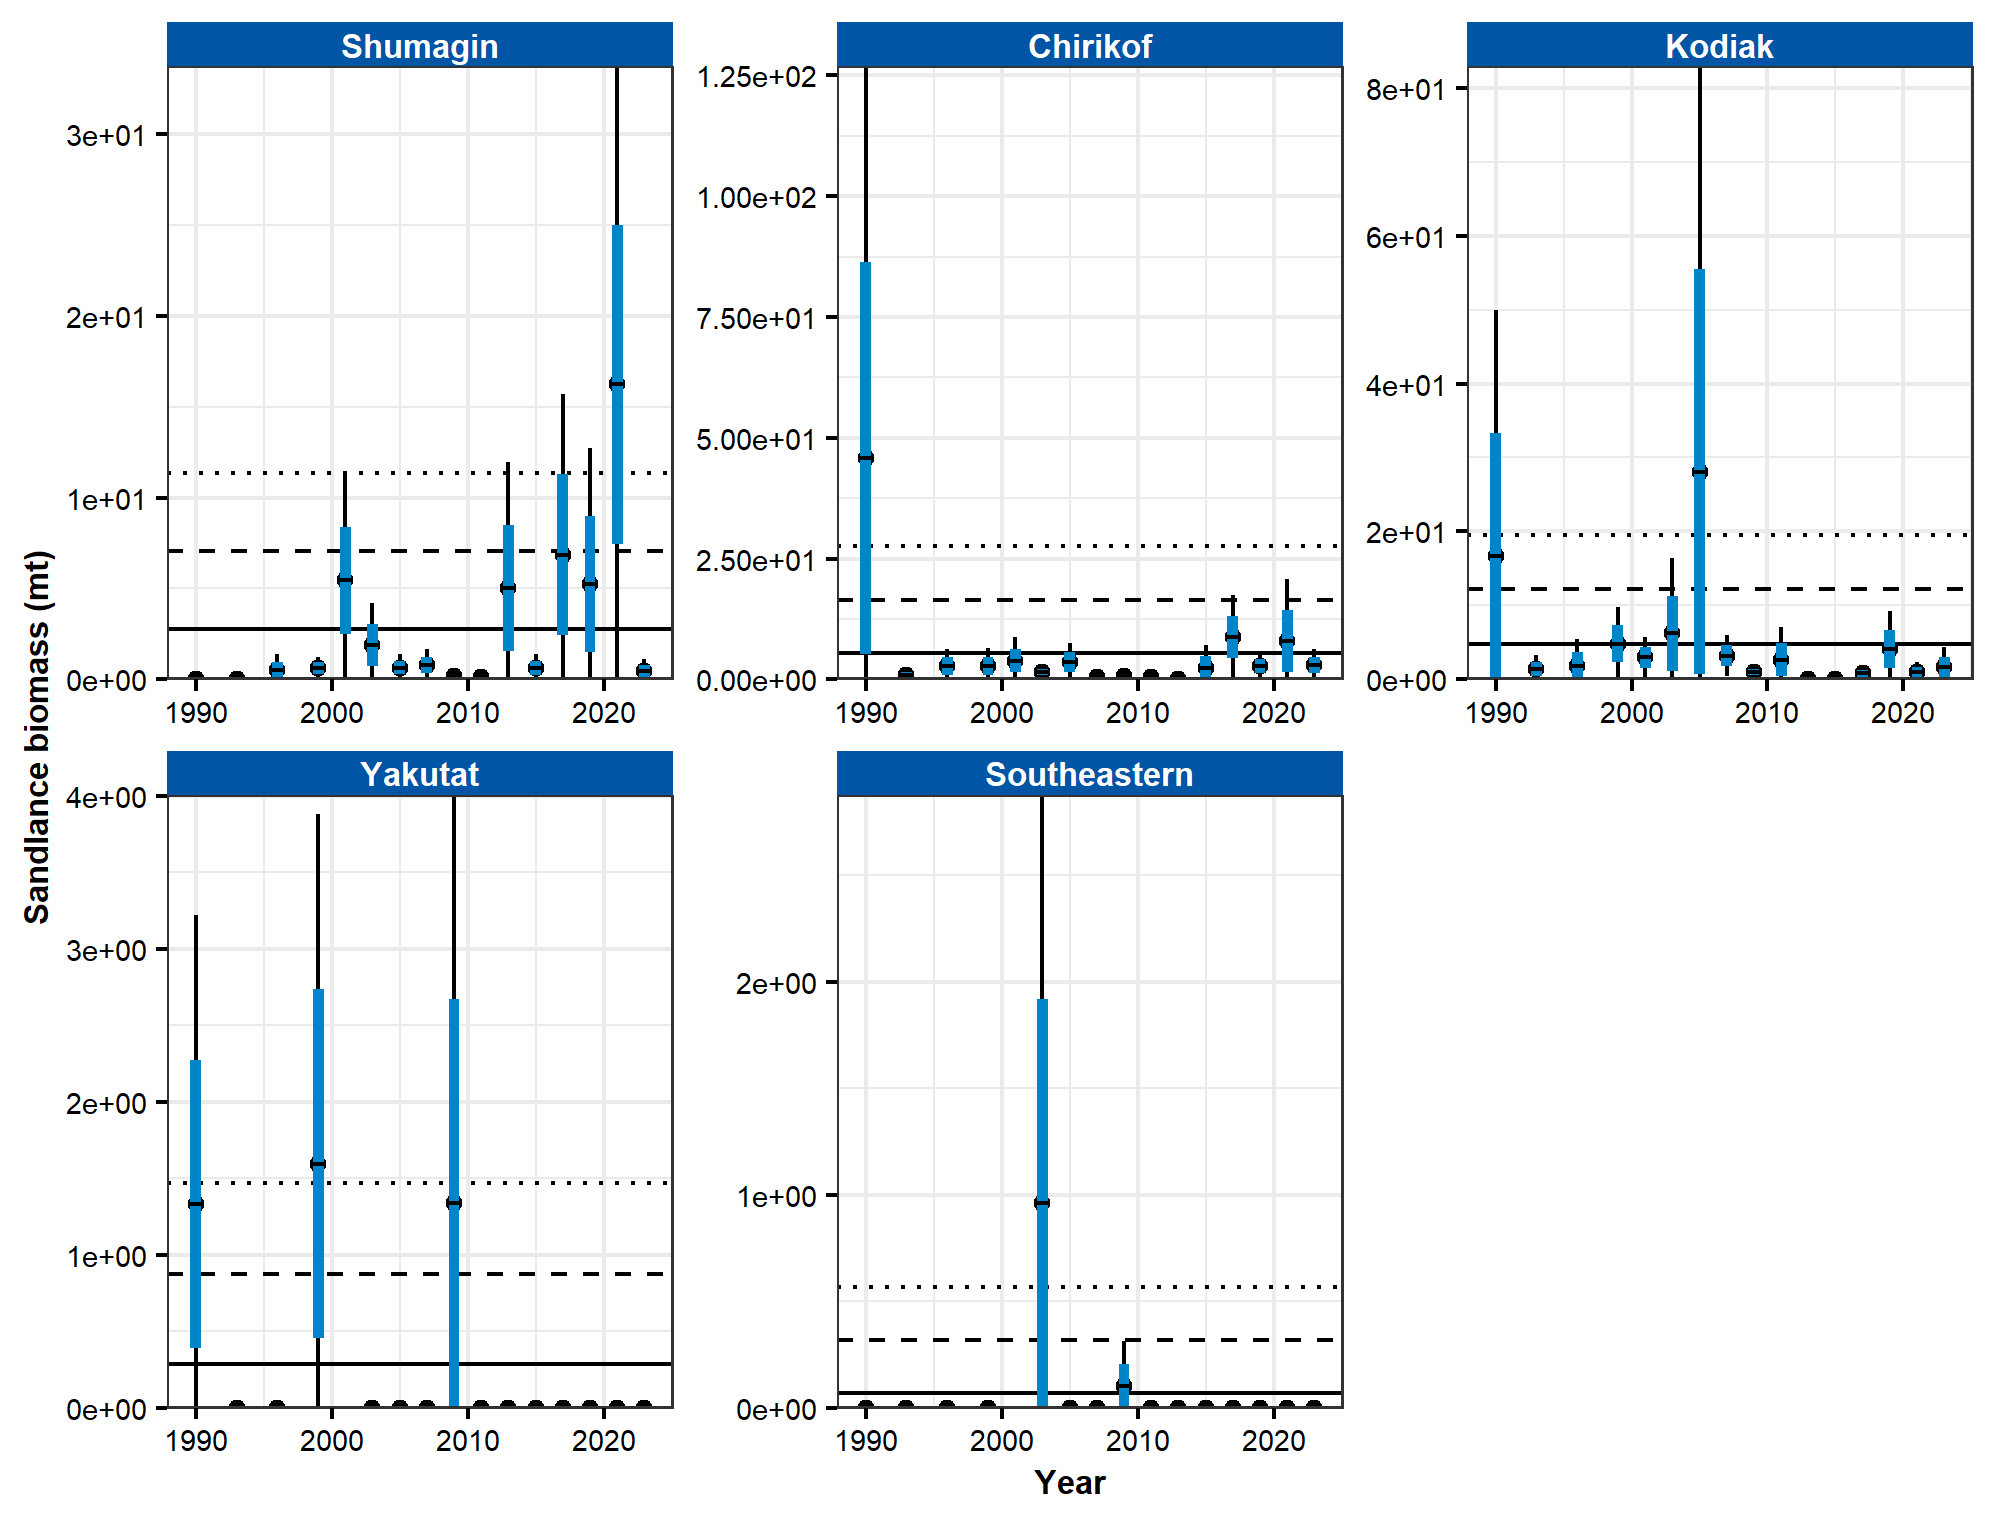 Shumagin
Chirikof
Kodiak
3e+01
2e+01
1e+01
0e+00
1.25e+02
1.00e+02
7.50e+01
5.00e+01
2.50e+01
0.00e+00
8e+01
6e+01
4e+01
2e+01
0e+00
1990 2000 2010 2020
1990 2000 2010 2020
1990 2000 2010 2020
Sandlance biomass (mt)
Yakutat
Southeastern
4e+00
3e+00
2e+00
1e+00
0e+00
2e+00
1e+00
0e+00
1990 2000 2010 2020
1990 2000 2010 2020
Year